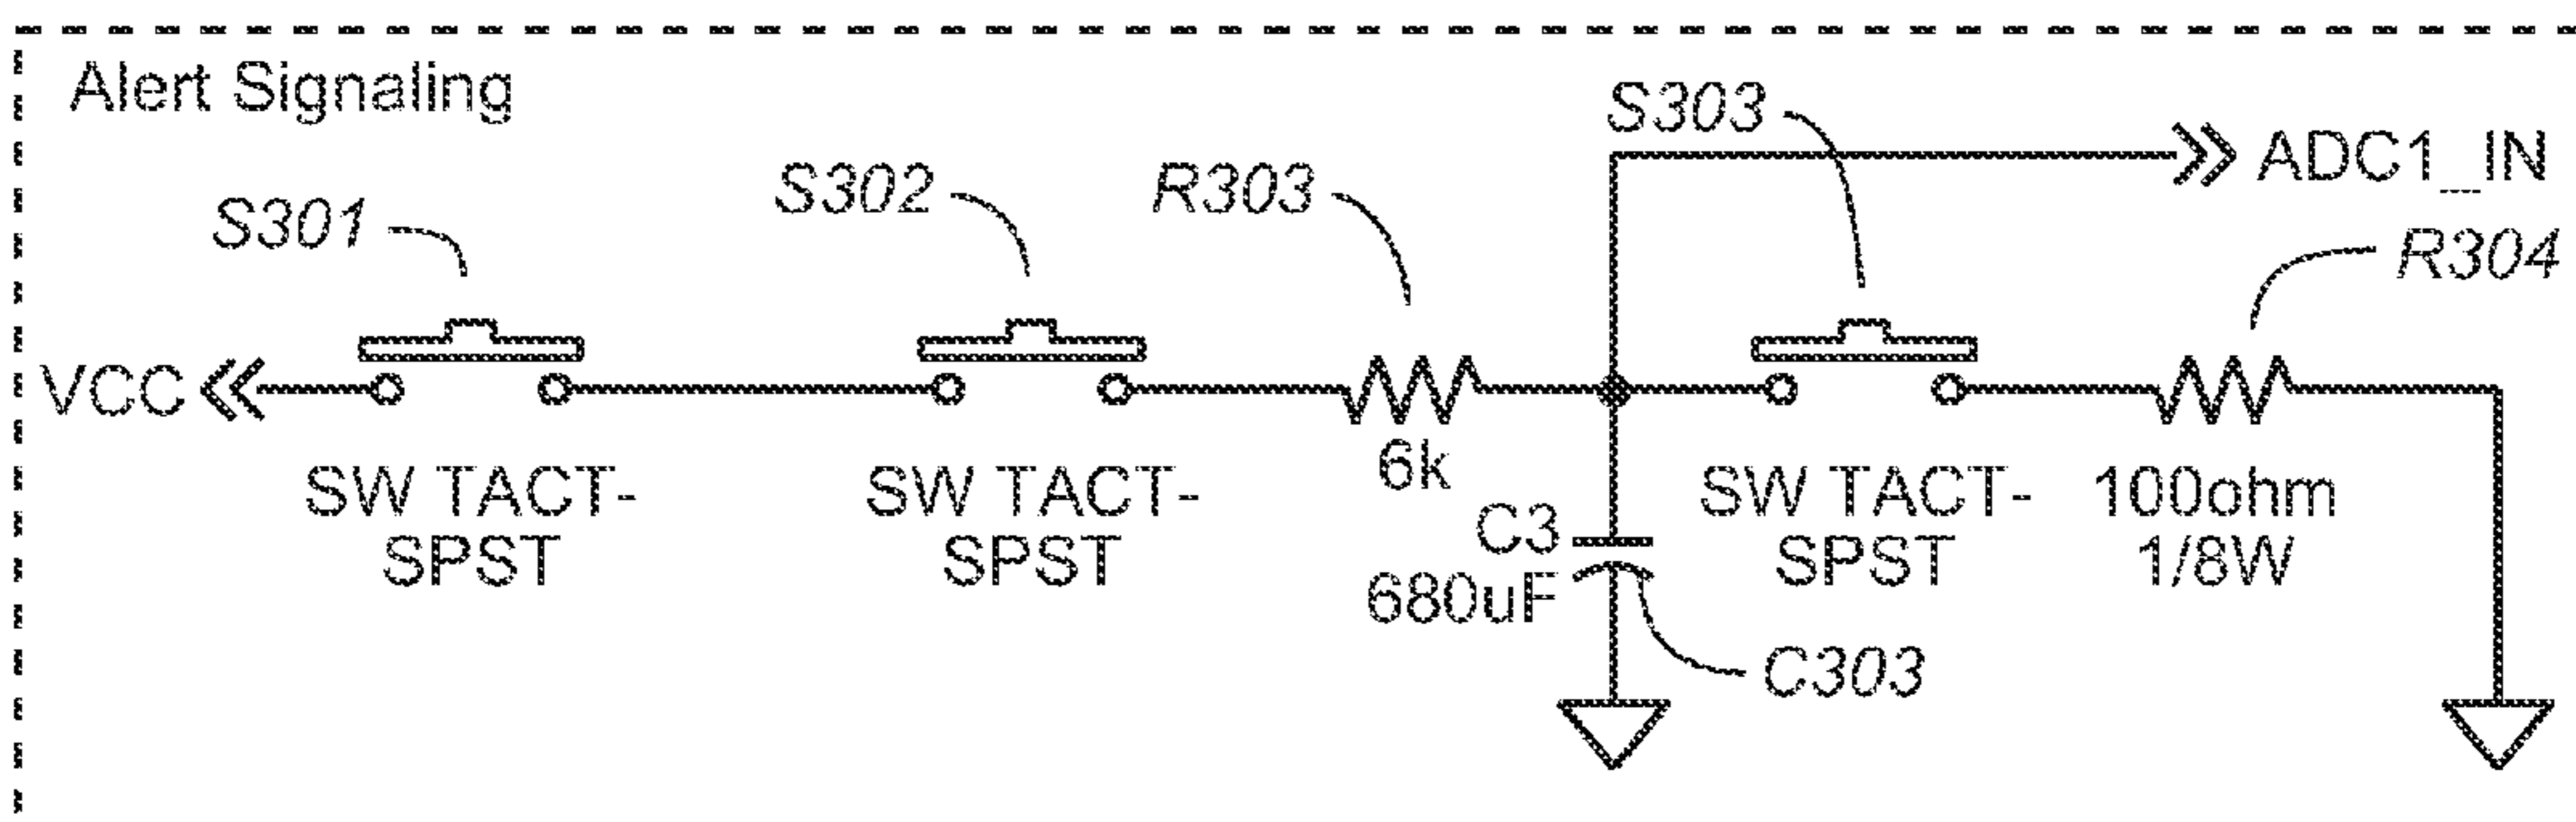 Alert Signaling
S303
ADC1_IN
S302
R303
S301
R304
VCC
6k
SW TACT-
SPST
SW TACT-
SPST
C3
680uF
SW TACT-
SPST
100ohm
1/8W
C303